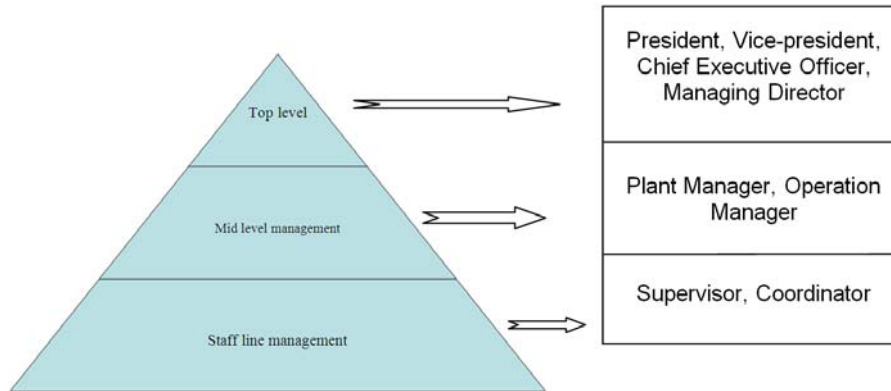 Top level
President, Vice-president,
Chief Executive Officer,
Managing Director
Mid level management
Plant Manager, Operation
Manager
Staff line management
Supervisor, Coordinator